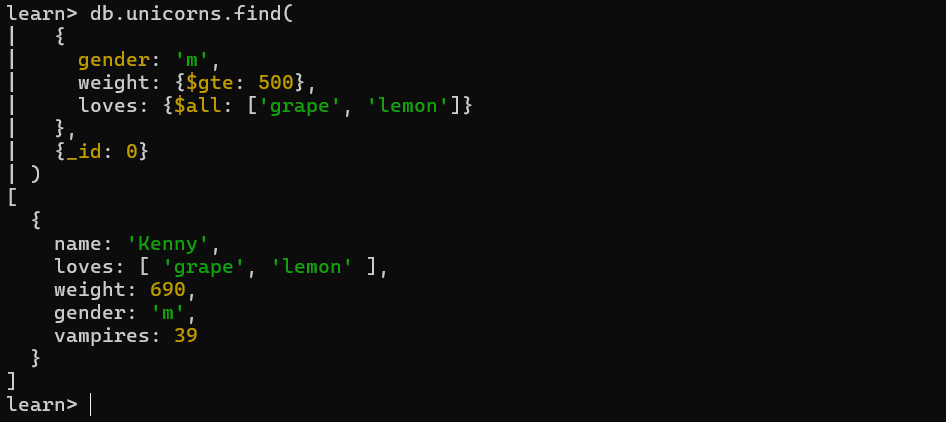 learn> db.unicorns.find(
|   {
|     gender: 'm',
|     weight: {$gte: 500},
|     loves: {$all: ['grape', 'lemon']}
|   },
|   {_id: 0}
| )
[
  {
    name: 'Kenny',
    loves: [ 'grape', 'lemon' ],
    weight: 690,
    gender: 'm',
    vampires: 39
  }
]
learn>